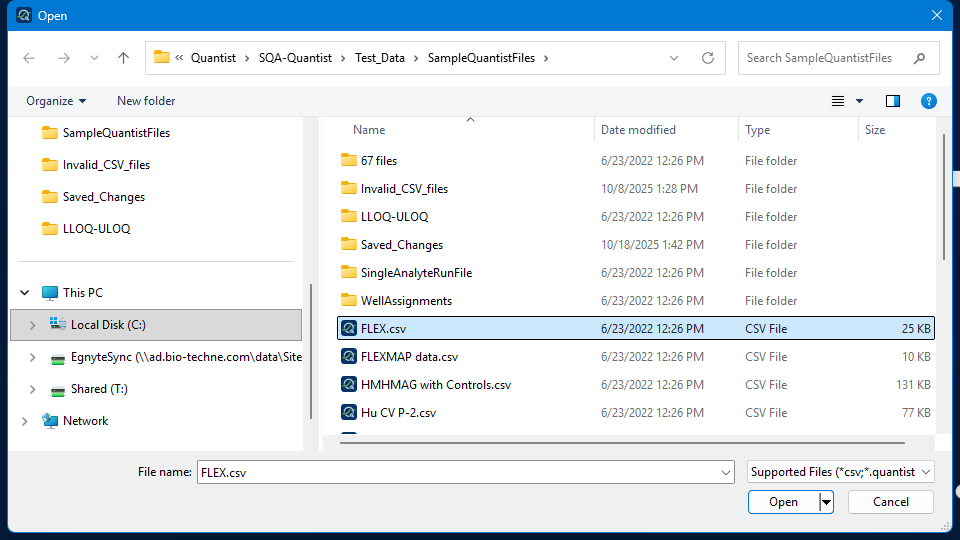 Open
« Quantist > SQA-Quantist > Test_Data > SampleQuantistFiles >
Search SampleQuantistFiles
Organize
New folder
SampleQuantistFiles
Invalid_CSV_files
Saved_Changes
LLOQ-ULOQ
This PC
Local Disk (C:)
EgnyteSync (\\ad.bio-techne.com\data\Site
Shared (T:)
Network
Name Date modified Type Size
67 files 6/23/2022 12:26 PM File folder
Invalid_CSV_files 10/8/2025 1:28 PM File folder
LLOQ-ULOQ 6/23/2022 12:26 PM File folder
Saved_Changes 10/18/2025 1:42 PM File folder
SingleAnalyteRunFile 6/23/2022 12:26 PM File folder
WellAssignments 6/23/2022 12:26 PM File folder
FLEX.csv 6/23/2022 12:26 PM CSV File 25 KB
FLEXMAP data.csv 6/23/2022 12:26 PM CSV File 10 KB
HMHMAG with Controls.csv 6/23/2022 12:26 PM CSV File 131 KB
Hu CV P-2.csv 6/23/2022 12:26 PM CSV File 77 KB
File name: FLEX.csv
Supported Files (*csv;*.quantist
Open
Cancel